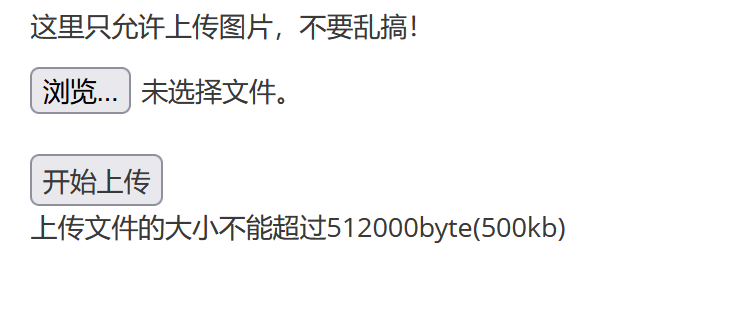 这里只允许上传图片，不要乱搞！
浏览... 未选择文件。
开始上传
上传文件的大小不能超过512000byte(500kb)